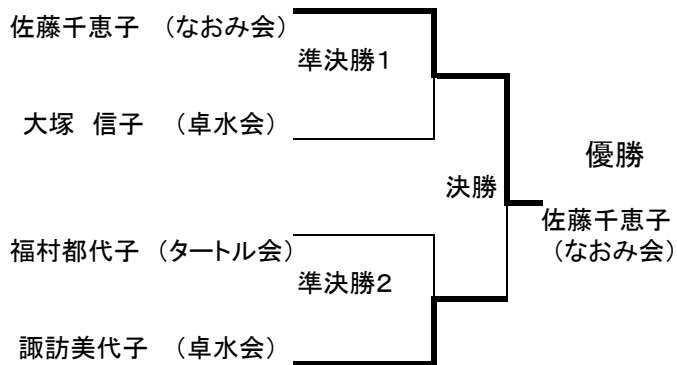 佐藤千恵子　（なおみ会）
準決勝１
大塚　信子　（卓水会）
優勝
決勝
佐藤千恵子
（なおみ会）
福村都代子　（タートル会）
準決勝２
諏訪美代子　（卓水会）